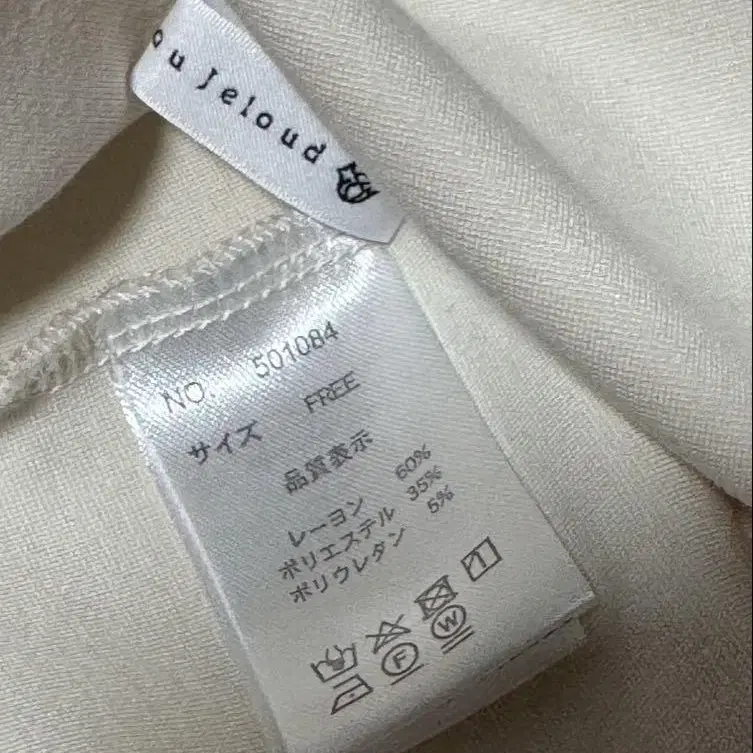 ou Jeloud
NO. 501084
サイズ FREE
品質表示
レーヨン 60%
ポリエステル 35%
ポリウレタン 5%
F W